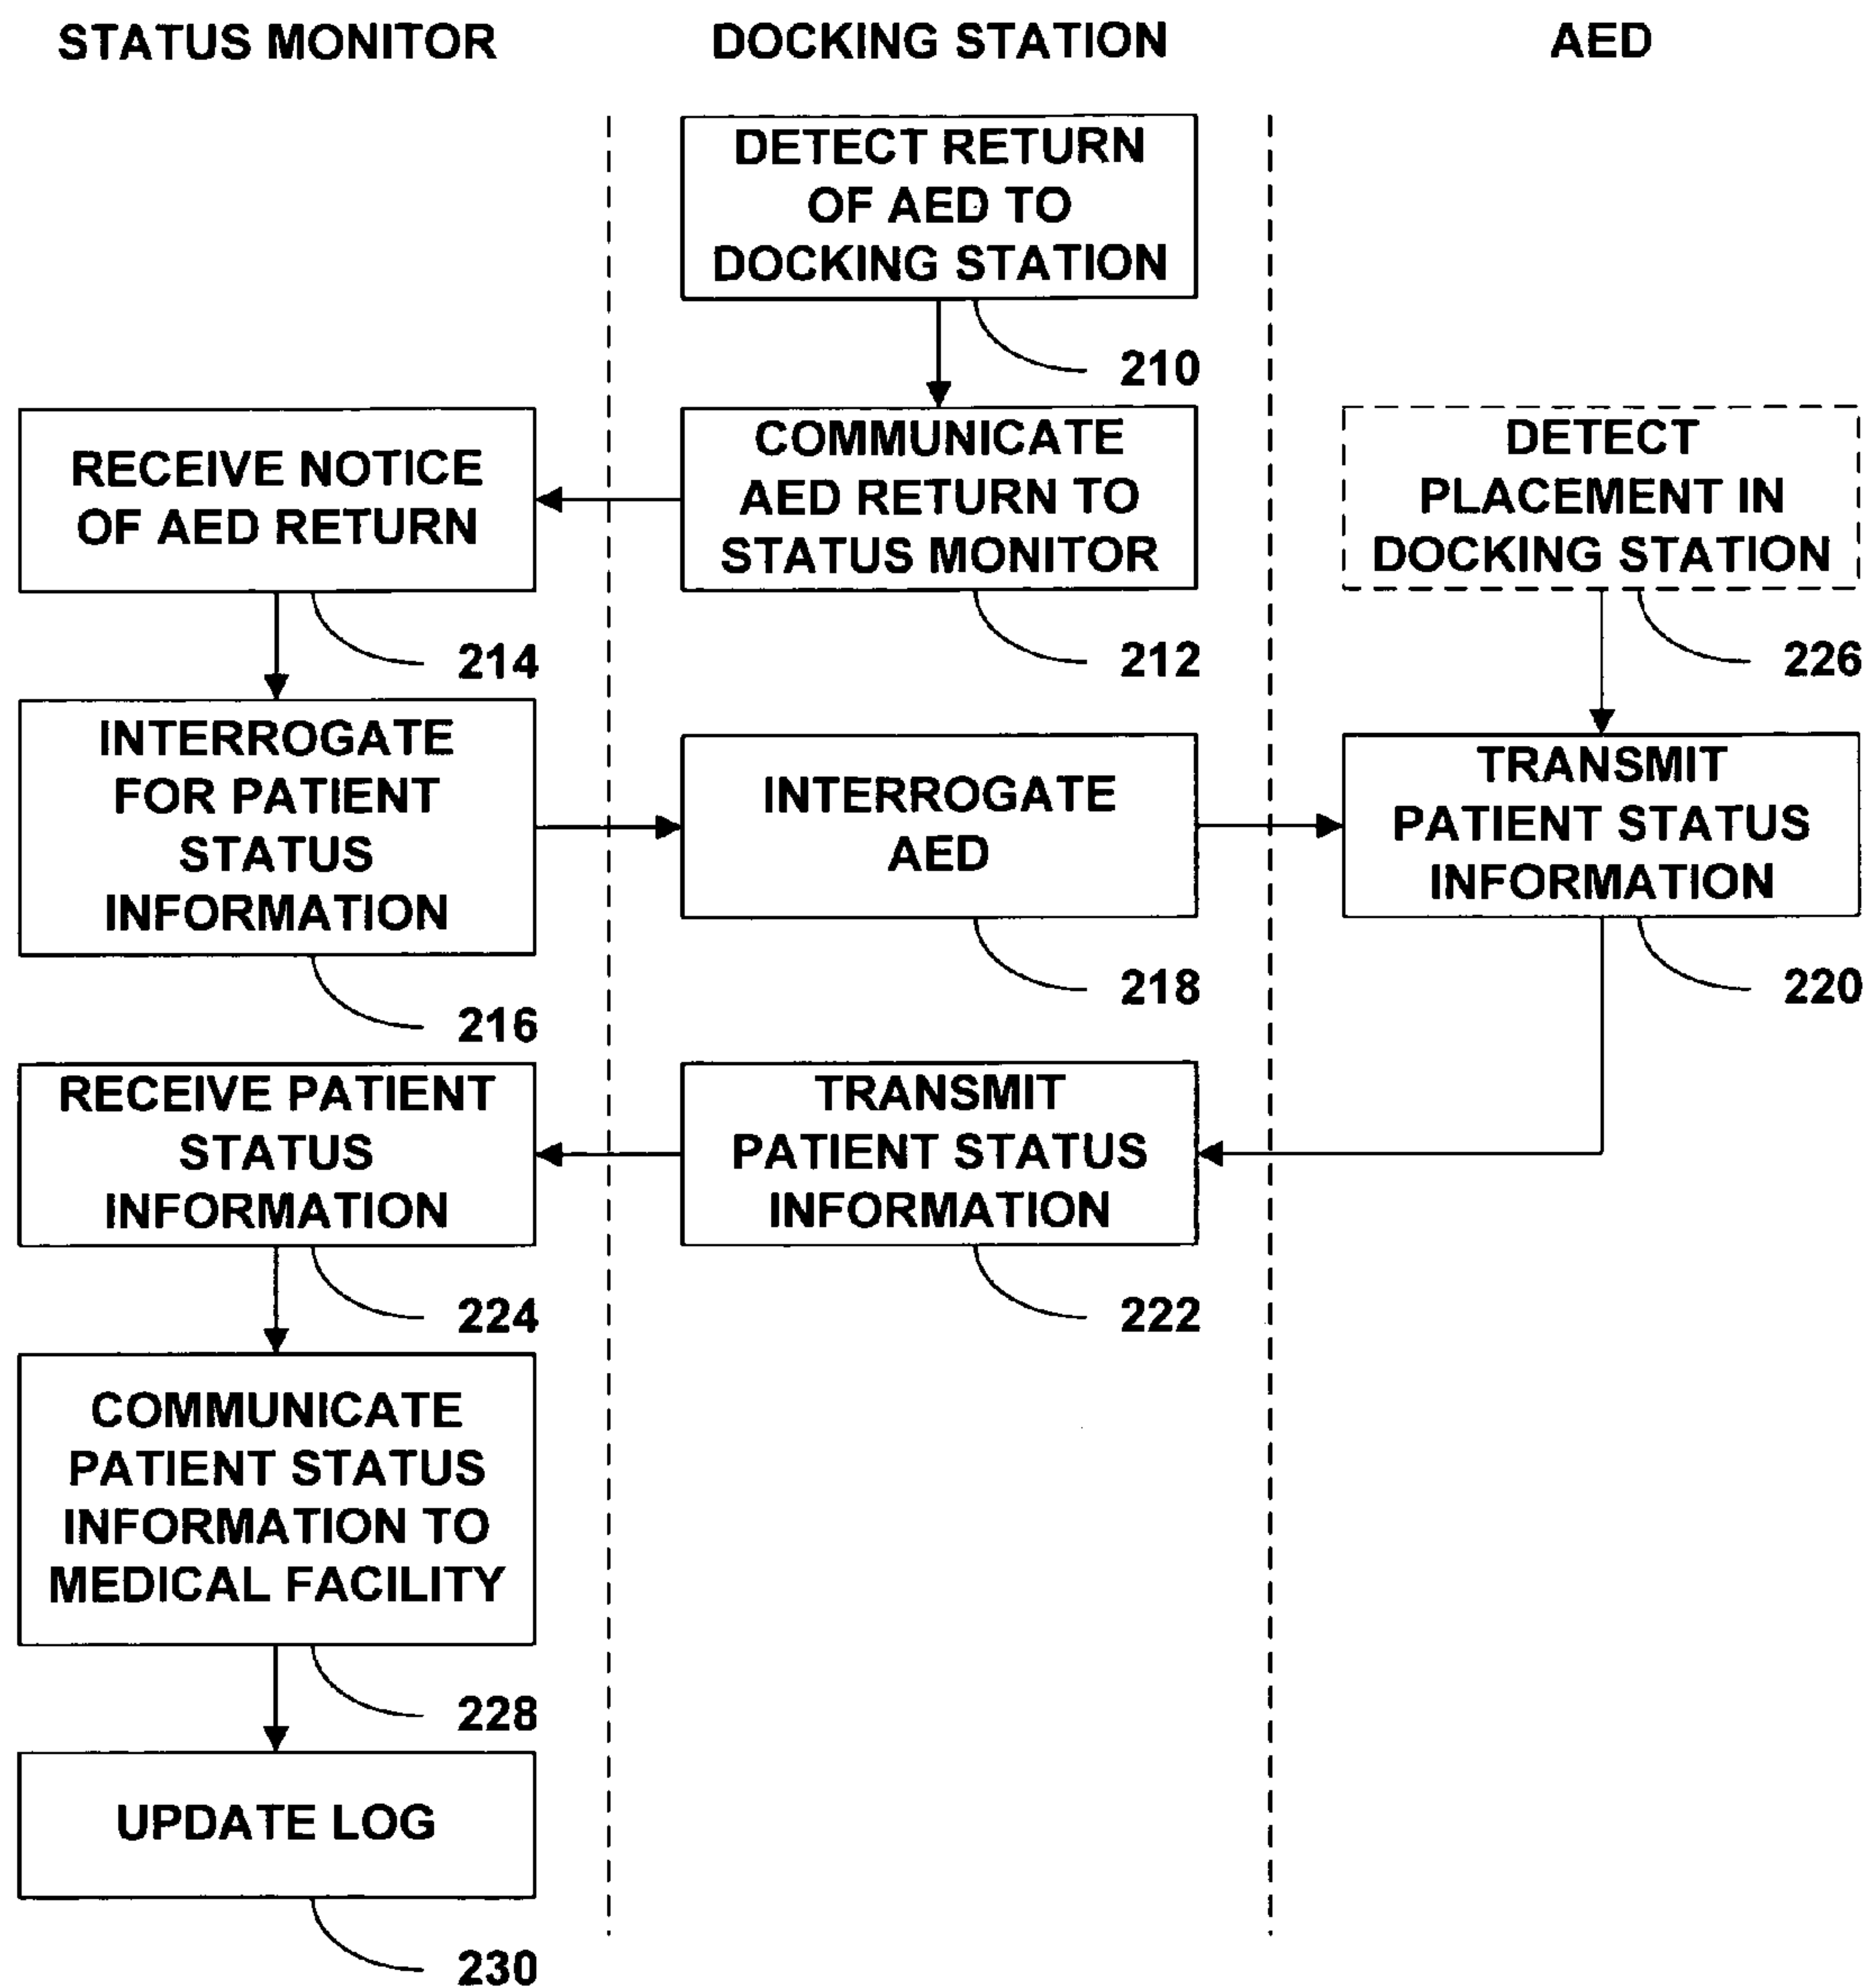 STATUS MONITOR
DOCKING STATION
AED
DETECT RETURN
OF AED TO
DOCKING STATION
210
RECEIVE NOTICE
OF AED RETURN
214
COMMUNICATE
AED RETURN TO
STATUS MONITOR
212
DETECT
PLACEMENT IN
DOCKING STATION
226
INTERROGATE
FOR PATIENT
STATUS
INFORMATION
216
INTERROGATE
AED
218
TRANSMIT
PATIENT STATUS
INFORMATION
220
RECEIVE PATIENT
STATUS
INFORMATION
224
TRANSMIT
PATIENT STATUS
INFORMATION
222
COMMUNICATE
PATIENT STATUS
INFORMATION TO
MEDICAL FACILITY
228
UPDATE LOG
230